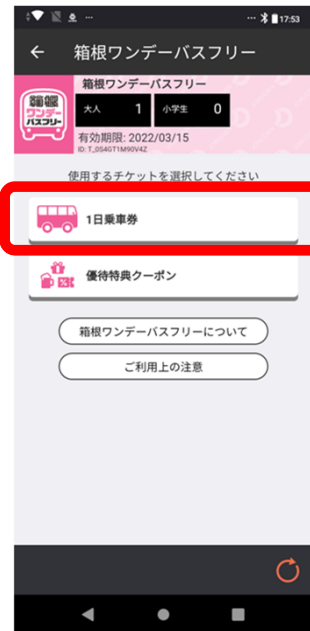 17:53
箱根ワンデーバスフリー
箱根
ワンデー
バスフリー
箱根ワンデーバスフリー
大人 1 小学生 0
有効期限: 2022/03/15
ID: T_0S4GT1M90V4Z
使用するチケットを選択してください
1日乗車券
優待特典クーポン
箱根ワンデーバスフリーについて
ご利用上の注意